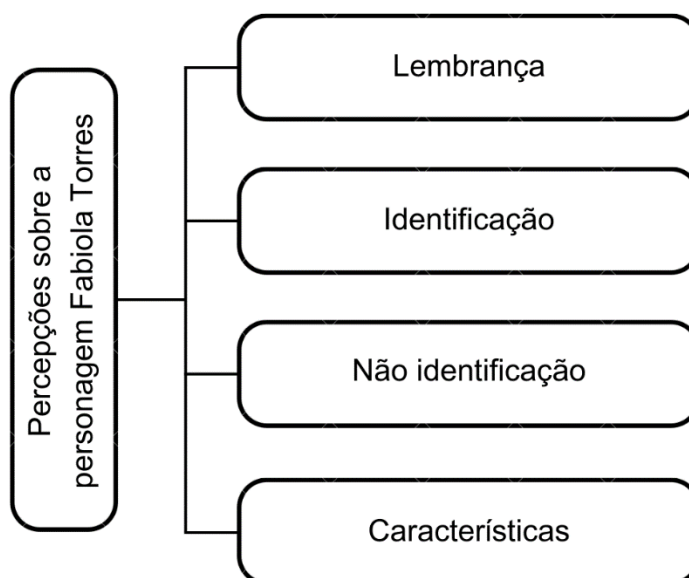 Percepções sobre a
personagem Fabiola Torres
Lembrança
Identificação
Não identificação
Características